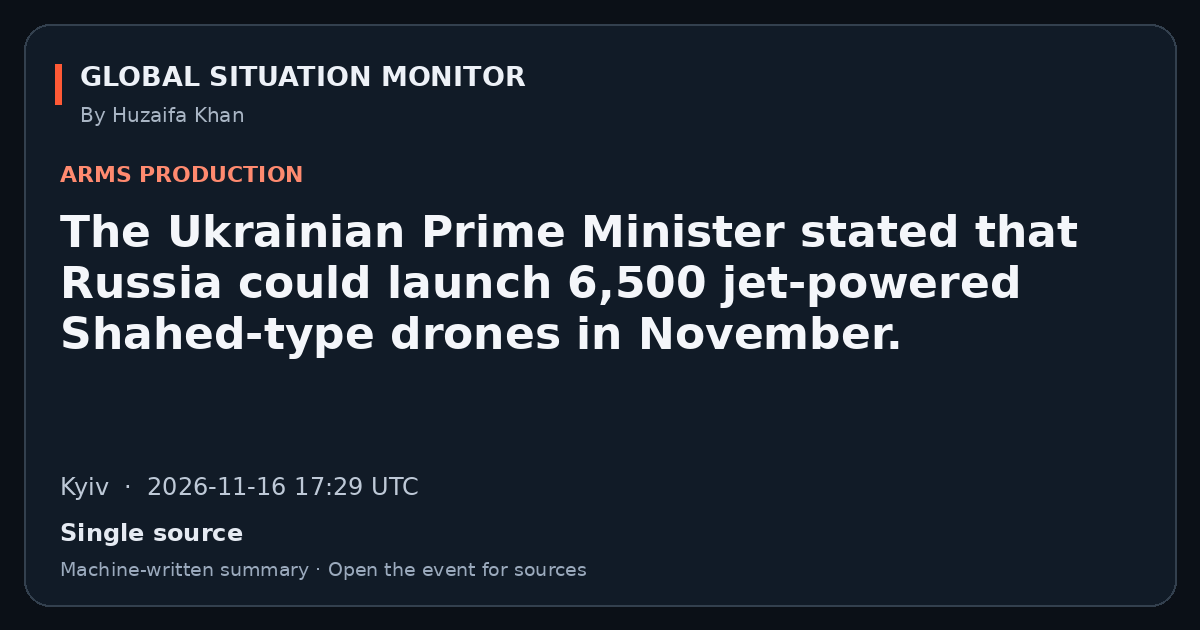 GLOBAL SITUATION MONITOR
By Huzaifa Khan
ARMS PRODUCTION
The Ukrainian Prime Minister stated that
Russia could launch 6,500 jet-powered
Shahed-type drones in November.
Kyiv · 2026-11-16 17:29 UTC
Single source
Machine-written summary · Open the event for sources